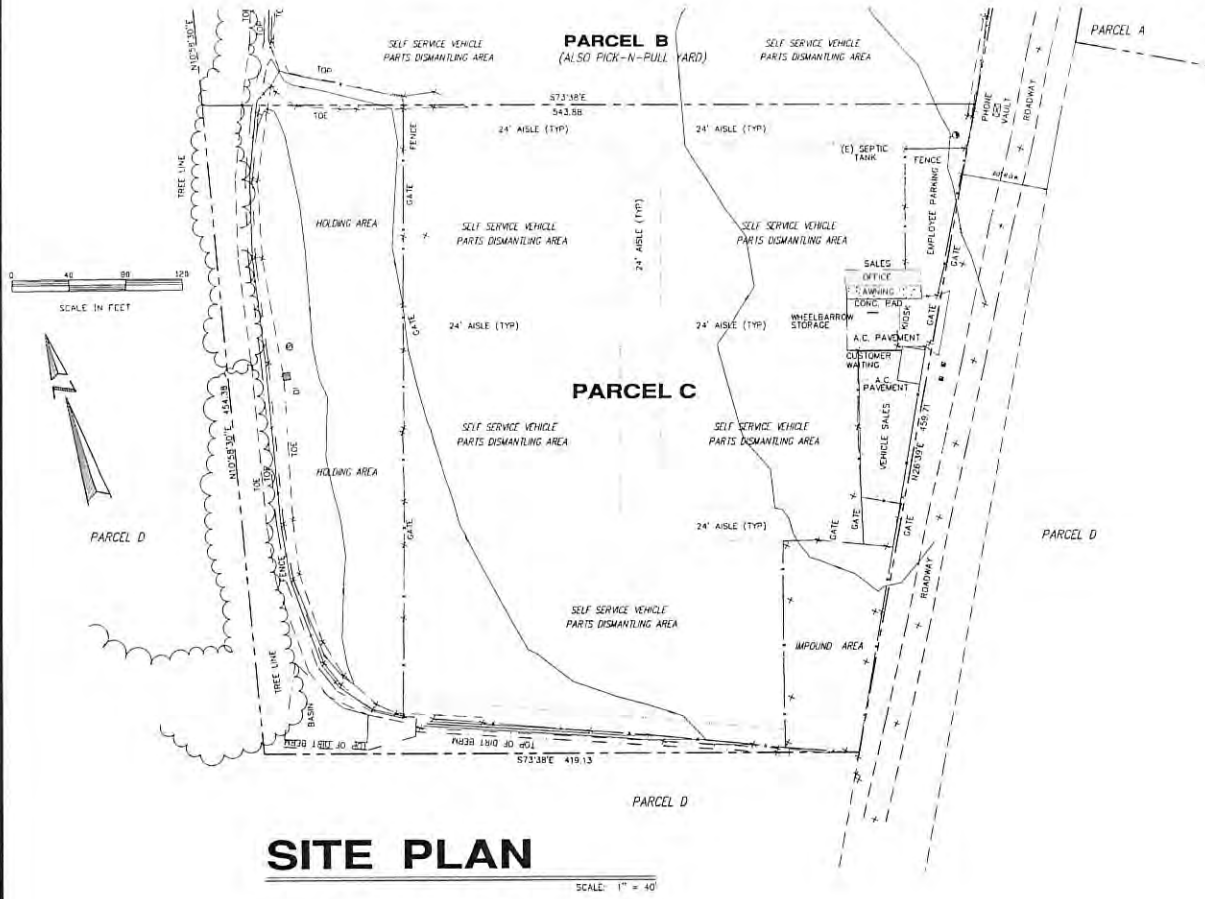 PARCEL B
(ALSO PICK-N-PULL YARD)
SELF SERVICE VEHICLE
PARTS DISMANTLING AREA
SELF SERVICE VEHICLE
PARTS DISMANTLING AREA
PARCEL A
N10°58'30"E
TOE
TOP
TOP
TOE
S73°38'E
543.88
24' AISLE (TYP)
24' AISLE (TYP)
FENCE
GATE
PHONE
VAULT
ROADWAY
(E) SEPTIC
TANK
FENCE
EMPLOYEE PARKING
GATE
TREE LINE
HOLDING AREA
SELF SERVICE VEHICLE
PARTS DISMANTLING AREA
24' AISLE (TYP)
SELF SERVICE VEHICLE
PARTS DISMANTLING AREA
0 40 80 120
SCALE IN FEET
SALES
OFFICE
AWNING
CONC. PAD
WHEELBARROW
STORAGE
KIOSK
GATE
A.C. PAVEMENT
GATE
24' AISLE (TYP)
24' AISLE (TYP)
CUSTOMER
WAITING
A.C.
PAVEMENT
PARCEL C
DI
N10°58'30"E 454.38
TOE
TOP
TOE
HOLDING AREA
SELF SERVICE VEHICLE
PARTS DISMANTLING AREA
SELF SERVICE VEHICLE
PARTS DISMANTLING AREA
VEHICLE SALES
N26°39'E 459.71
GATE
24' AISLE (TYP)
GATE
GATE
GATE
PARCEL D
PARCEL D
FENCE
ROADWAY
SELF SERVICE VEHICLE
PARTS DISMANTLING AREA
IMPOUND AREA
TREE LINE
BASIN
TOP OF DIRT BERM
TOP OF DIRT BERM
S73°38'E 419.13
PARCEL D
SITE PLAN
SCALE: 1" = 40'